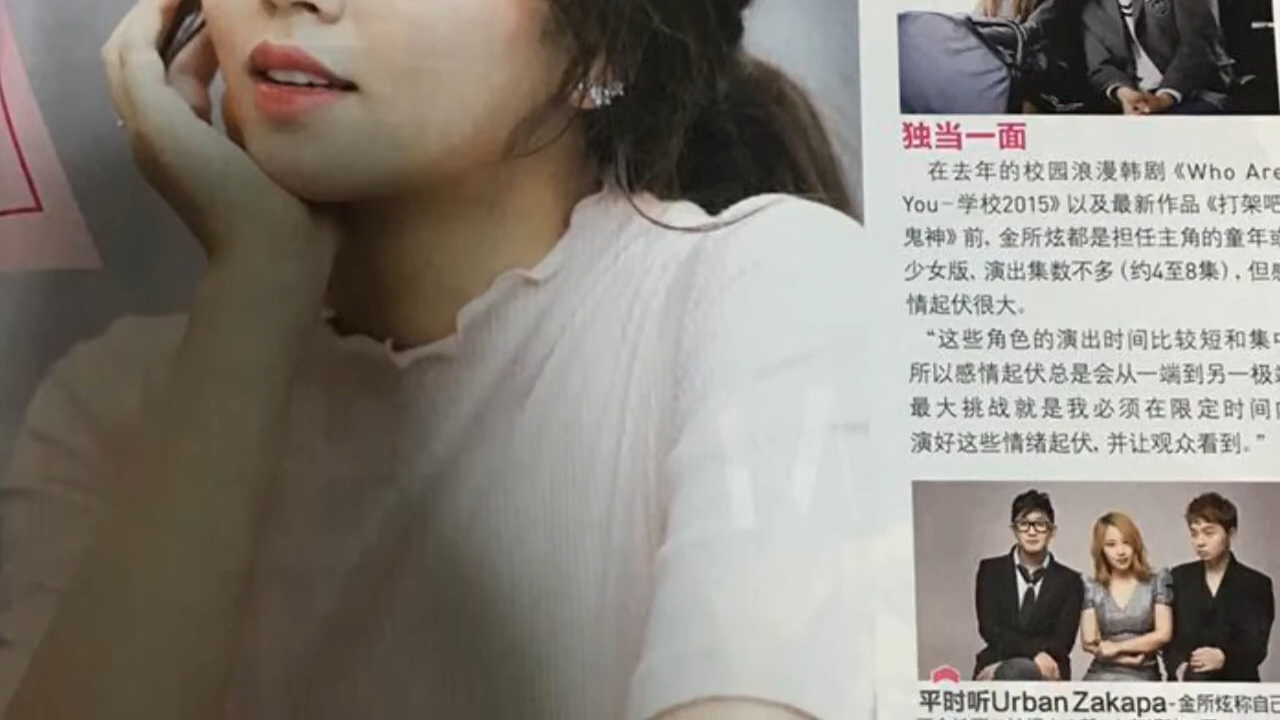 独当一面
在去年的校园浪漫韩剧《Who Are
You－学校2015》以及最新作品《打架吧
鬼神》前、金所炫都是担任主角的童年或
少女版、演出集数不多（约4至8集），但感
情起伏很大。
“这些角色的演出时间比较短和集中
所以感情起伏总是会从一端到另一极端
最大挑战就是我必须在限定时间内
演好这些情绪起伏、并让观众看到。”
平时听Urban Zakapa-金所炫称自己